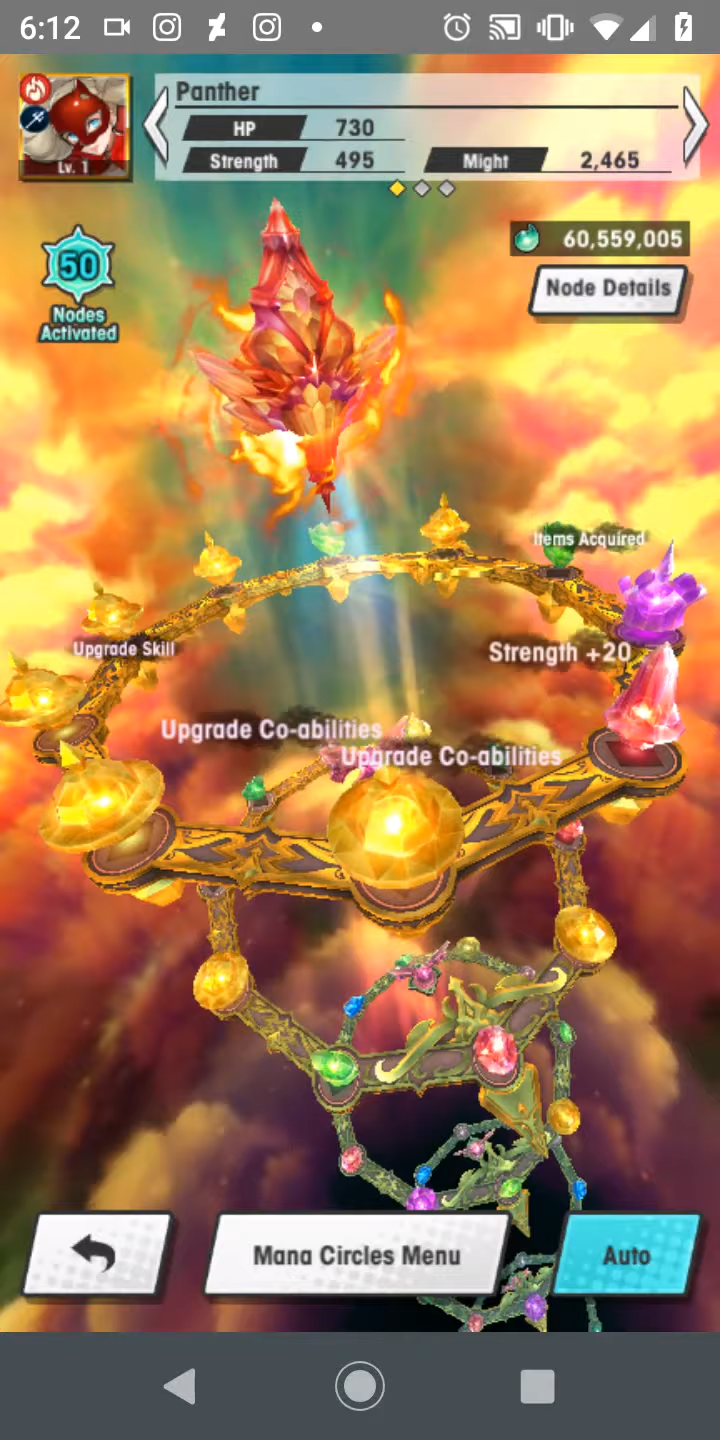 6:12
Panther
HP 730
Strength 495 Might 2,465
Lv. 1
50
Nodes
Activated
60,559,005
Node Details
Items Acquired
Upgrade Skill
Strength +20
Upgrade Co-abilities
Upgrade Co-abilities
Mana Circles Menu
Auto